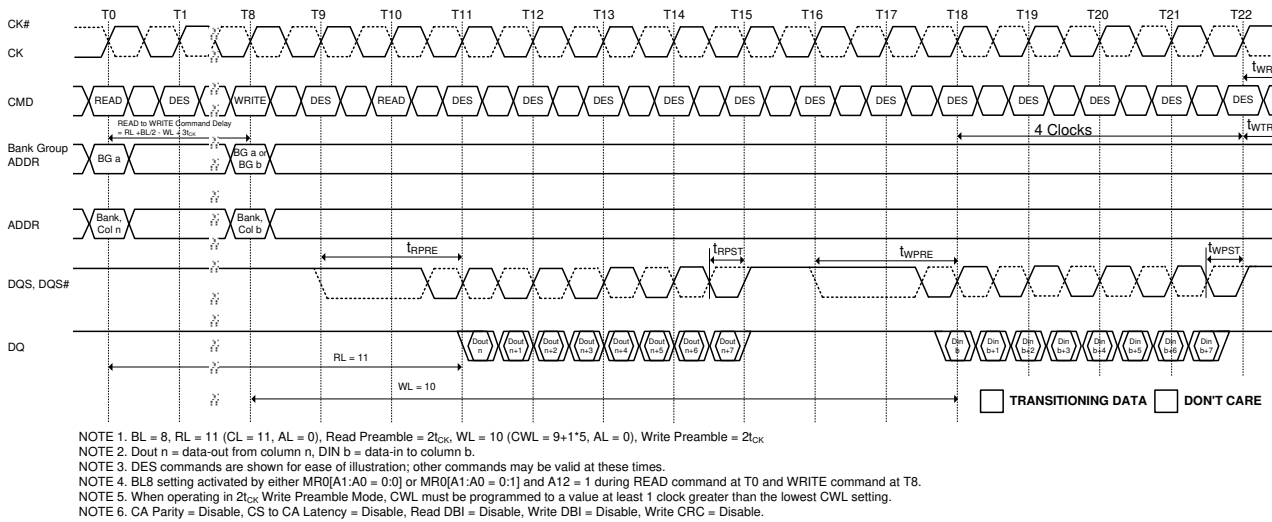 T0 T1 T8 T9 T10 T11 T12 T13 T14 T15 T16 T17 T18 T19 T20 T21 T22
CK#
CK
tWR
CMD READ DES WRITE DES READ DES DES DES DES DES DES DES DES DES DES DES DES
READ to WRITE Command Delay
= RL +BL/2 - WL + 3tCK
4 Clocks
tWTR
Bank Group
ADDR
BG a
BG a or
BG b
ADDR
Bank,
Col n
Bank,
Col b
tRPRE tRPST tWPRE tWPST
DQS, DQS#
DQ
Dout n Dout n+1 Dout n+2 Dout n+3 Dout n+4 Dout n+5 Dout n+6 Dout n+7
Din b Din b+1 Din b+2 Din b+3 Din b+4 Din b+5 Din b+6 Din b+7
RL = 11
WL = 10
TRANSITIONING DATA DON'T CARE
NOTE 1. BL = 8, RL = 11 (CL = 11, AL = 0), Read Preamble = 2tCK, WL = 10 (CWL = 9+1*5, AL = 0), Write Preamble = 2tCK
NOTE 2. Dout n = data-out from column n, DIN b = data-in to column b.
NOTE 3. DES commands are shown for ease of illustration; other commands may be valid at these times.
NOTE 4. BL8 setting activated by either MR0[A1:A0 = 0:0] or MR0[A1:A0 = 0:1] and A12 = 1 during READ command at T0 and WRITE command at T8.
NOTE 5. When operating in 2tCK Write Preamble Mode, CWL must be programmed to a value at least 1 clock greater than the lowest CWL setting.
NOTE 6. CA Parity = Disable, CS to CA Latency = Disable, Read DBI = Disable, Write DBI = Disable, Write CRC = Disable.